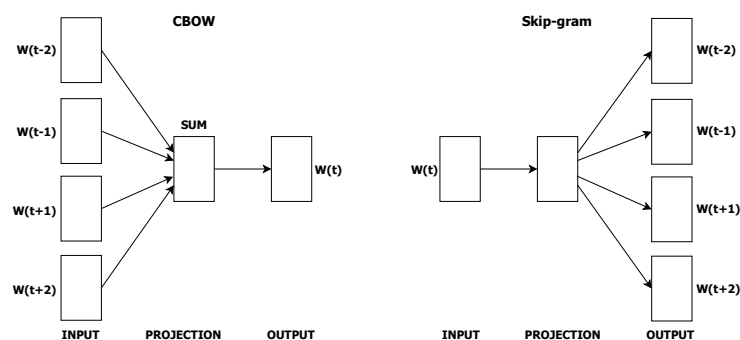 CBOW
W(t-2)
W(t-1)
SUM
W(t)
W(t+1)
W(t+2)
INPUT PROJECTION OUTPUT
Skip-gram
W(t-2)
W(t-1)
W(t)
W(t+1)
W(t+2)
INPUT PROJECTION OUTPUT